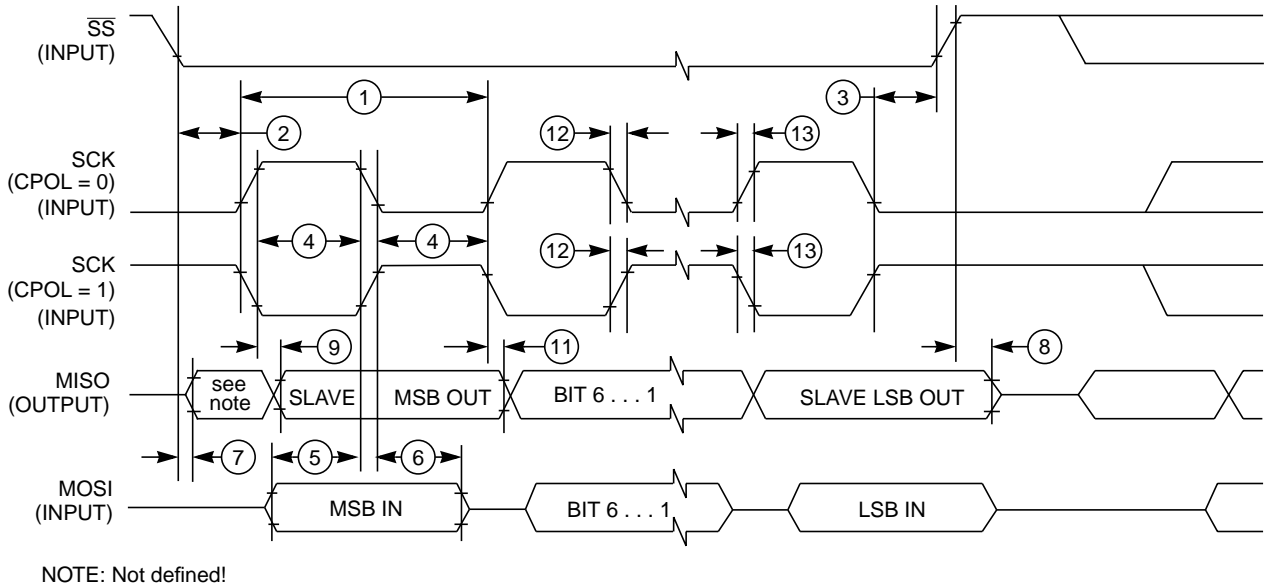 SS
(INPUT)
1
3
2
12
13
SCK
(CPOL = 0)
(INPUT)
4
4
12
13
SCK
(CPOL = 1)
(INPUT)
9
11
8
MISO
(OUTPUT)
see
note
SLAVE
MSB OUT
BIT 6 . . . 1
SLAVE LSB OUT
7
5
6
MOSI
(INPUT)
MSB IN
BIT 6 . . . 1
LSB IN
NOTE: Not defined!